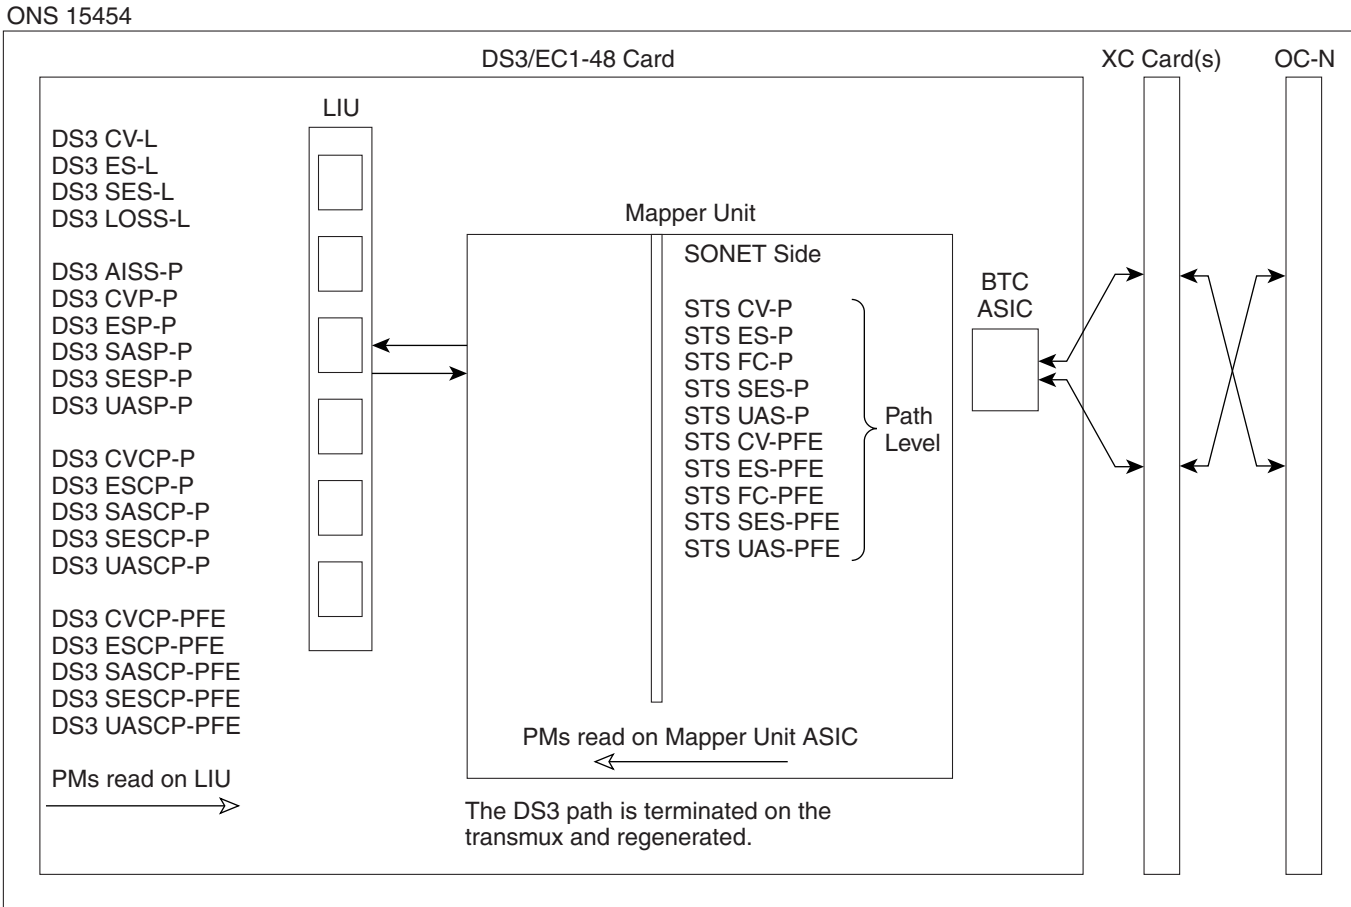 ONS 15454
DS3/EC1-48 Card
XC Card(s)
OC-N
LIU
DS3 CV-L
DS3 ES-L
DS3 SES-L
DS3 LOSS-L
DS3 AISS-P
DS3 CVP-P
DS3 ESP-P
DS3 SASP-P
DS3 SESP-P
DS3 UASP-P
DS3 CVCP-P
DS3 ESCP-P
DS3 SASCP-P
DS3 SESCP-P
DS3 UASCP-P
DS3 CVCP-PFE
DS3 ESCP-PFE
DS3 SASCP-PFE
DS3 SESCP-PFE
DS3 UASCP-PFE
PMs read on LIU
Mapper Unit
SONET Side
STS CV-P
STS ES-P
STS FC-P
STS SES-P
STS UAS-P
STS CV-PFE
STS ES-PFE
STS FC-PFE
STS SES-PFE
STS UAS-PFE
Path
Level
PMs read on Mapper Unit ASIC
The DS3 path is terminated on the
transmux and regenerated.
BTC
ASIC